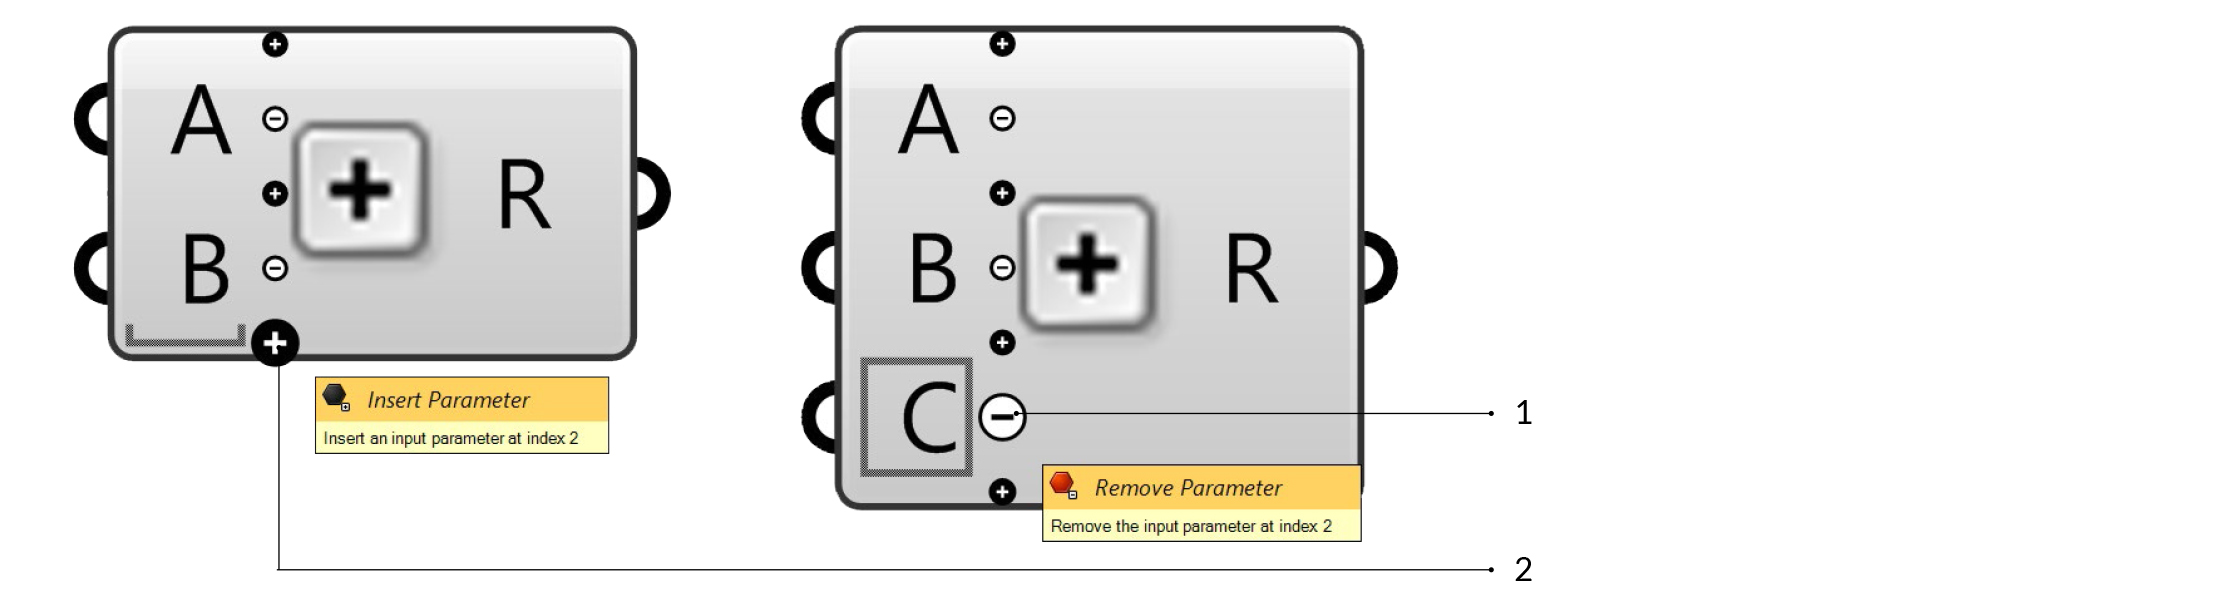 A
B
R
Insert Parameter
Insert an input parameter at index 2
A
B
C
R
Remove Parameter
Remove the input parameter at index 2
1
2